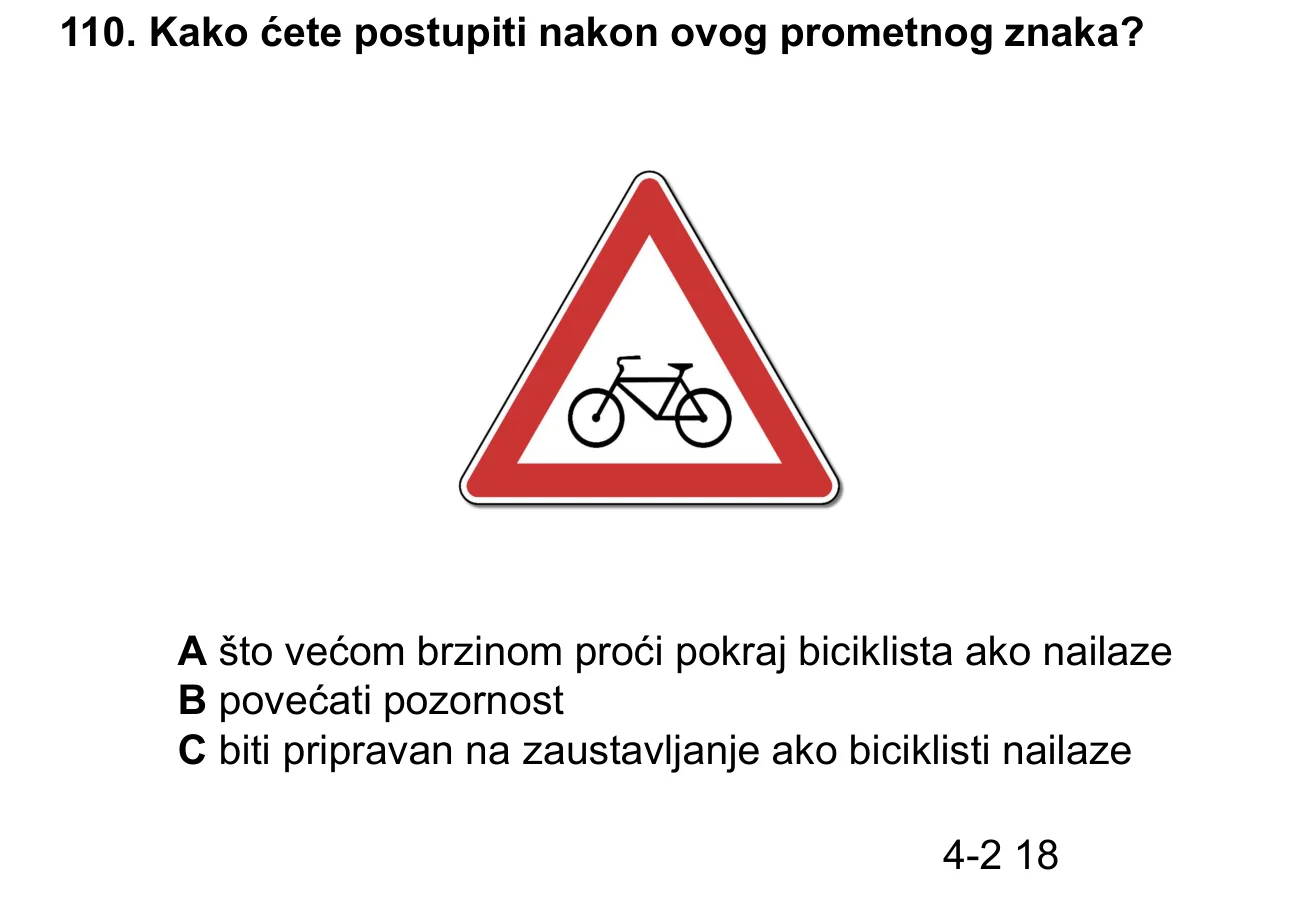 110. Kako ćete postupiti nakon ovog prometnog znaka?
A što većom brzinom proći pokraj biciklista ako nailaze
B povećati pozornost
C biti pripravan na zaustavljanje ako biciklisti nailaze
4-2 18